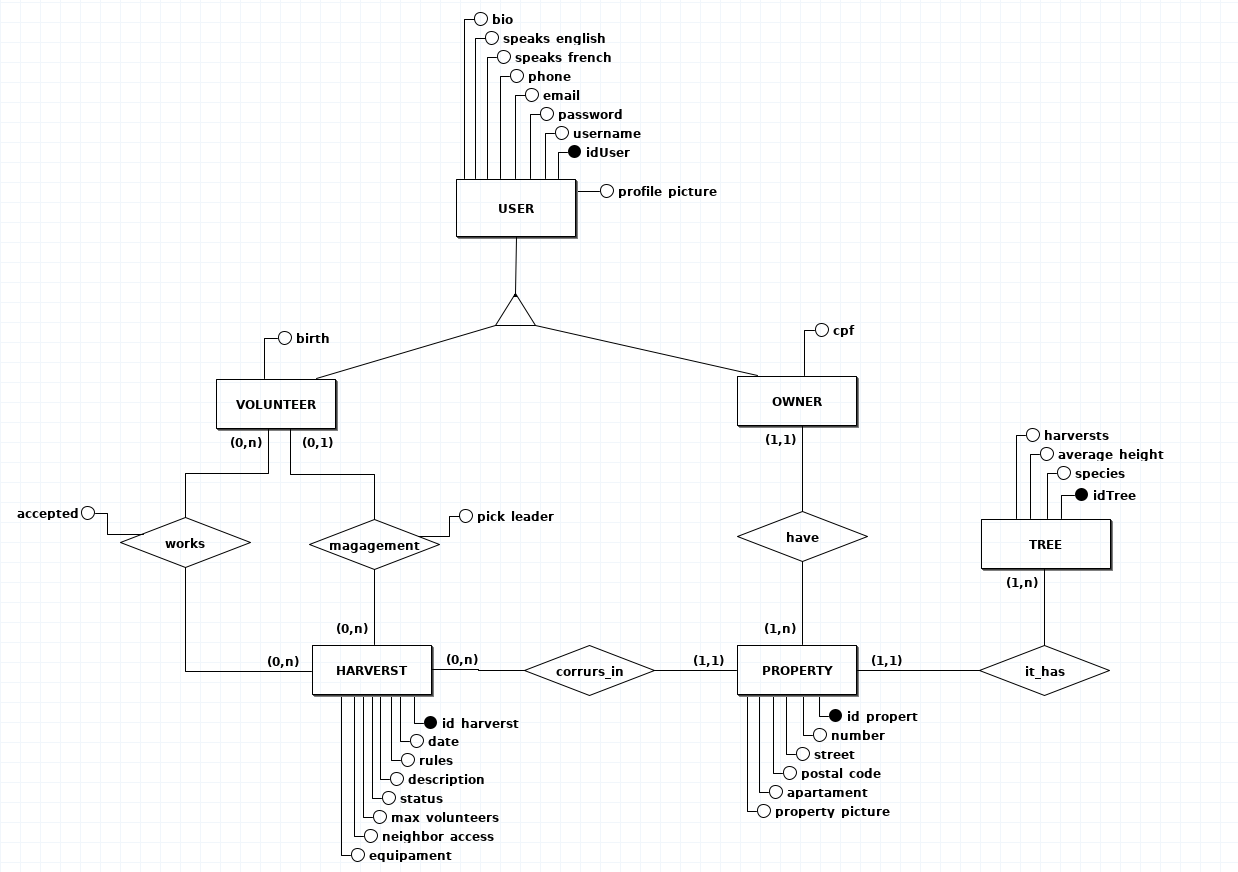 bio
speaks english
speaks french
phone
email
password
username
idUser
profile picture
USER
birth
cpf
VOLUNTEER
OWNER
(0,n)
(0,1)
(1,1)
harversts
average height
species
idTree
accepted
pick leader
works
magagement
have
TREE
(1,n)
(0,n)
(1,n)
(0,n)
HARVERST
(0,n)
corrurs_in
(1,1)
PROPERTY
(1,1)
it_has
id harverst
date
rules
description
status
max volunteers
neighbor access
equipament
id propert
number
street
postal code
apartament
property picture